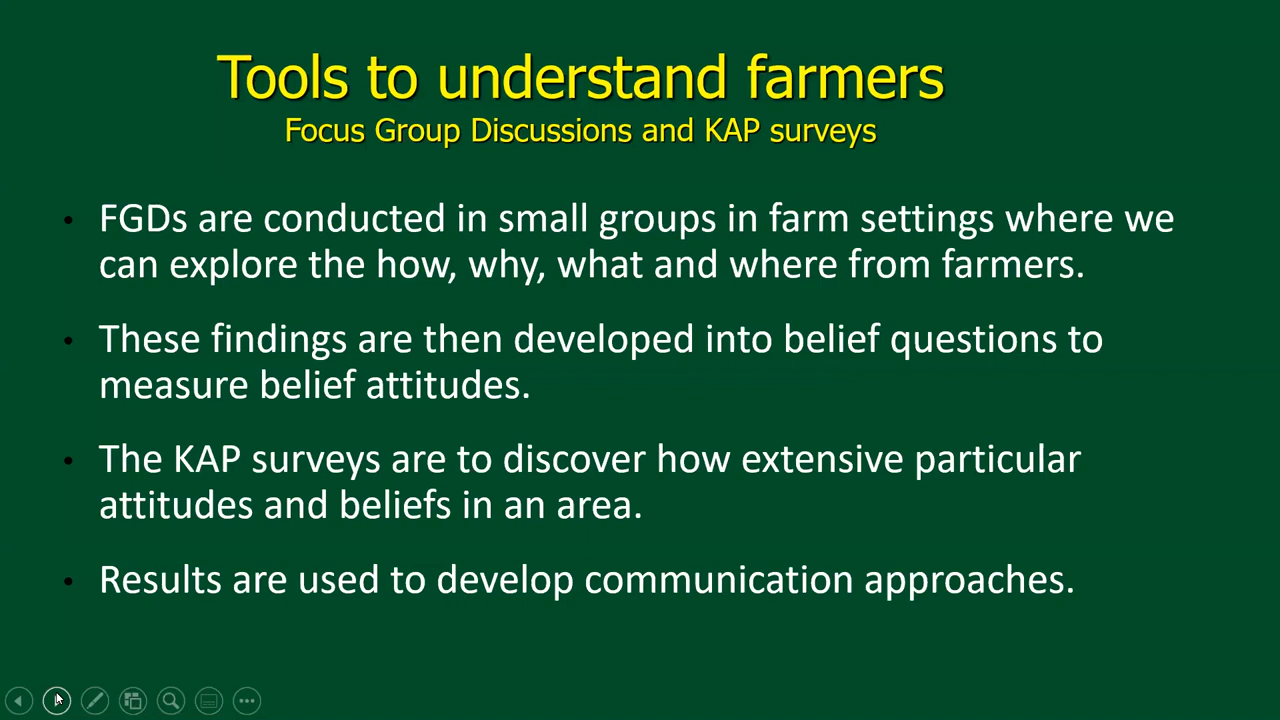 Tools to understand farmers
Focus Group Discussions and KAP surveys
• FGDs are conducted in small groups in farm settings where we
can explore the how, why, what and where from farmers.
• These findings are then developed into belief questions to
measure belief attitudes.
• The KAP surveys are to discover how extensive particular
attitudes and beliefs in an area.
• Results are used to develop communication approaches.